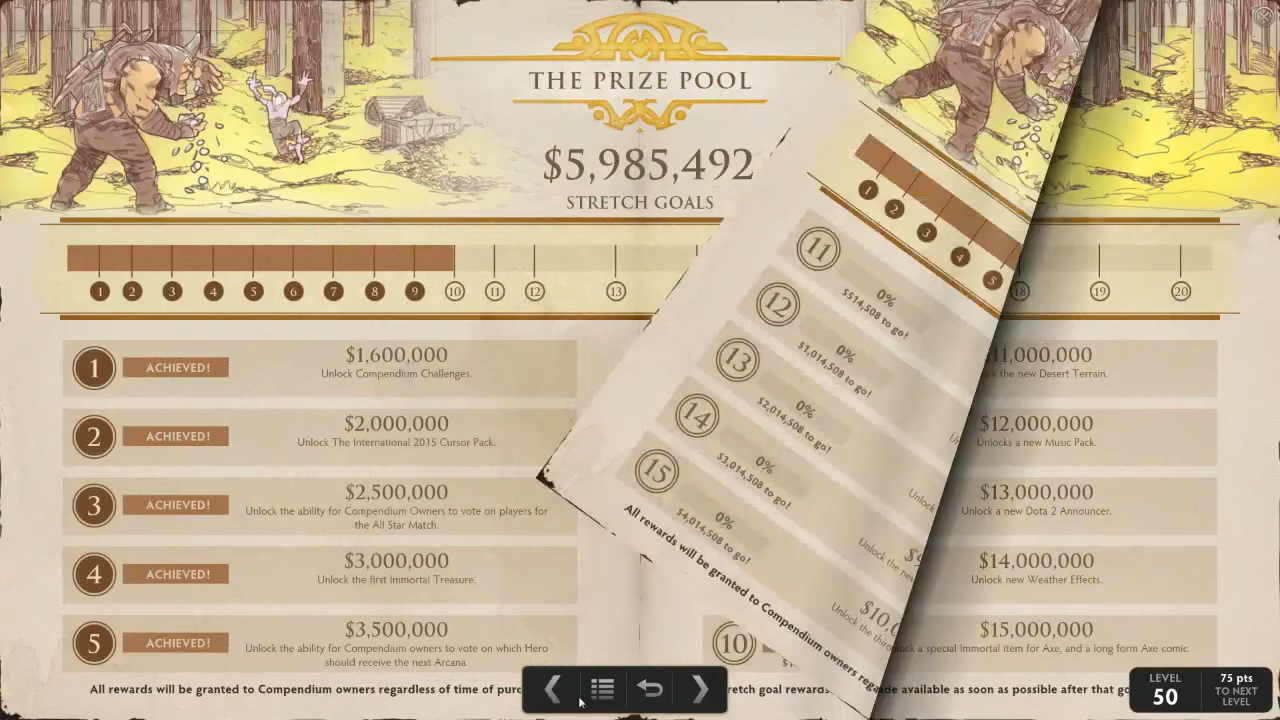 THE PRIZE POOL
$5,985,492
STRETCH GOALS
1 2 3 4 5 6 7 8 9 10 11 12 13
18 19 20
1 ACHIEVED! $1,600,000
Unlock Compendium Challenges.
2 ACHIEVED! $2,000,000
Unlock The International 2015 Cursor Pack.
3 ACHIEVED! $2,500,000
Unlock the ability for Compendium Owners to vote on players for
the All Star Match.
4 ACHIEVED! $3,000,000
Unlock the first Immortal Treasure.
5 ACHIEVED! $3,500,000
Unlock the ability for Compendium owners to vote on which Hero
should receive the next Arcana.
1 2 3 4 5
11 0%
$514,508 to go!
12 0%
$1,014,508 to go!
13 0%
$2,014,508 to go!
14 0%
$3,014,508 to go!
Unlock
15 0%
$4,014,508 to go!
Unlock the
Unlock the
All rewards will be granted to Compendium owners
11,000,000
the new Desert Terrain.
$12,000,000
Unlocks a new Music Pack.
$13,000,000
Unlock a new Dota 2 Announcer.
$14,000,000
Unlock new Weather Effects.
10
$15,000,000
a special Immortal item for Axe, and a long form Axe comic.
All rewards will be granted to Compendium owners regardless of time of
goal rewards
available as soon as possible after that
LEVEL
50
75 pts
TO NEXT
LEVEL